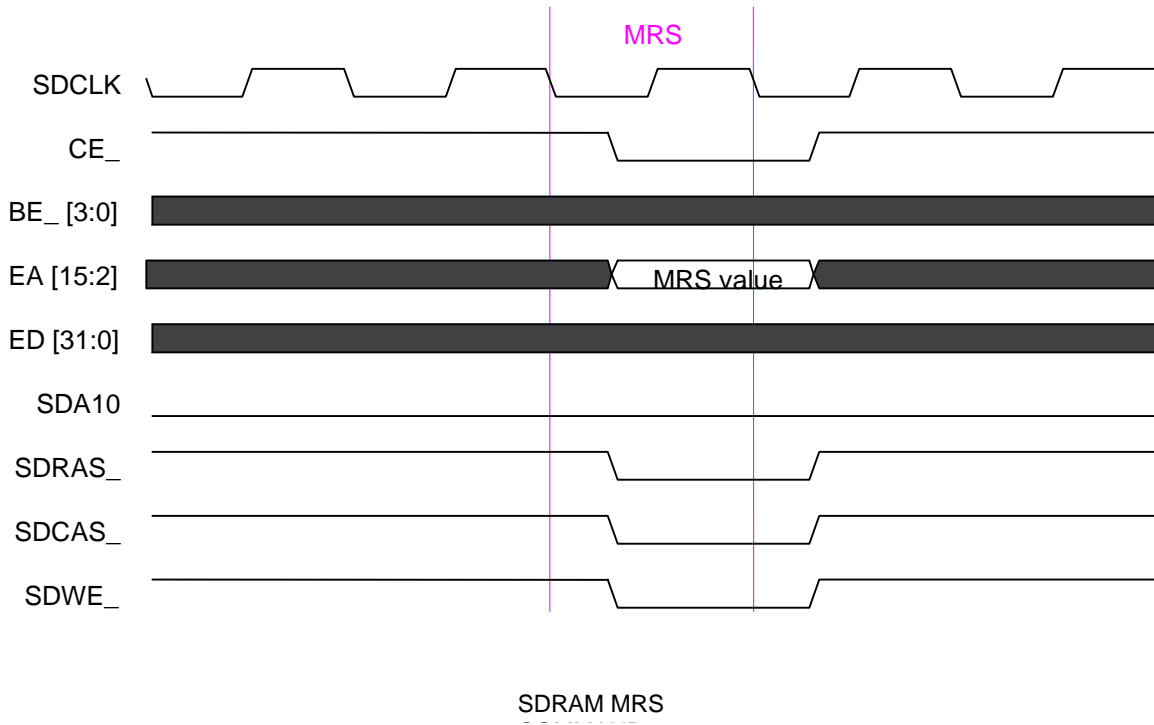 MRS
SDCLK
CE_
BE_ [3:0]
EA [15:2]
MRS value
ED [31:0]
SDA10
SDRAS_
SDCAS_
SDWE_
SDRAM MRS